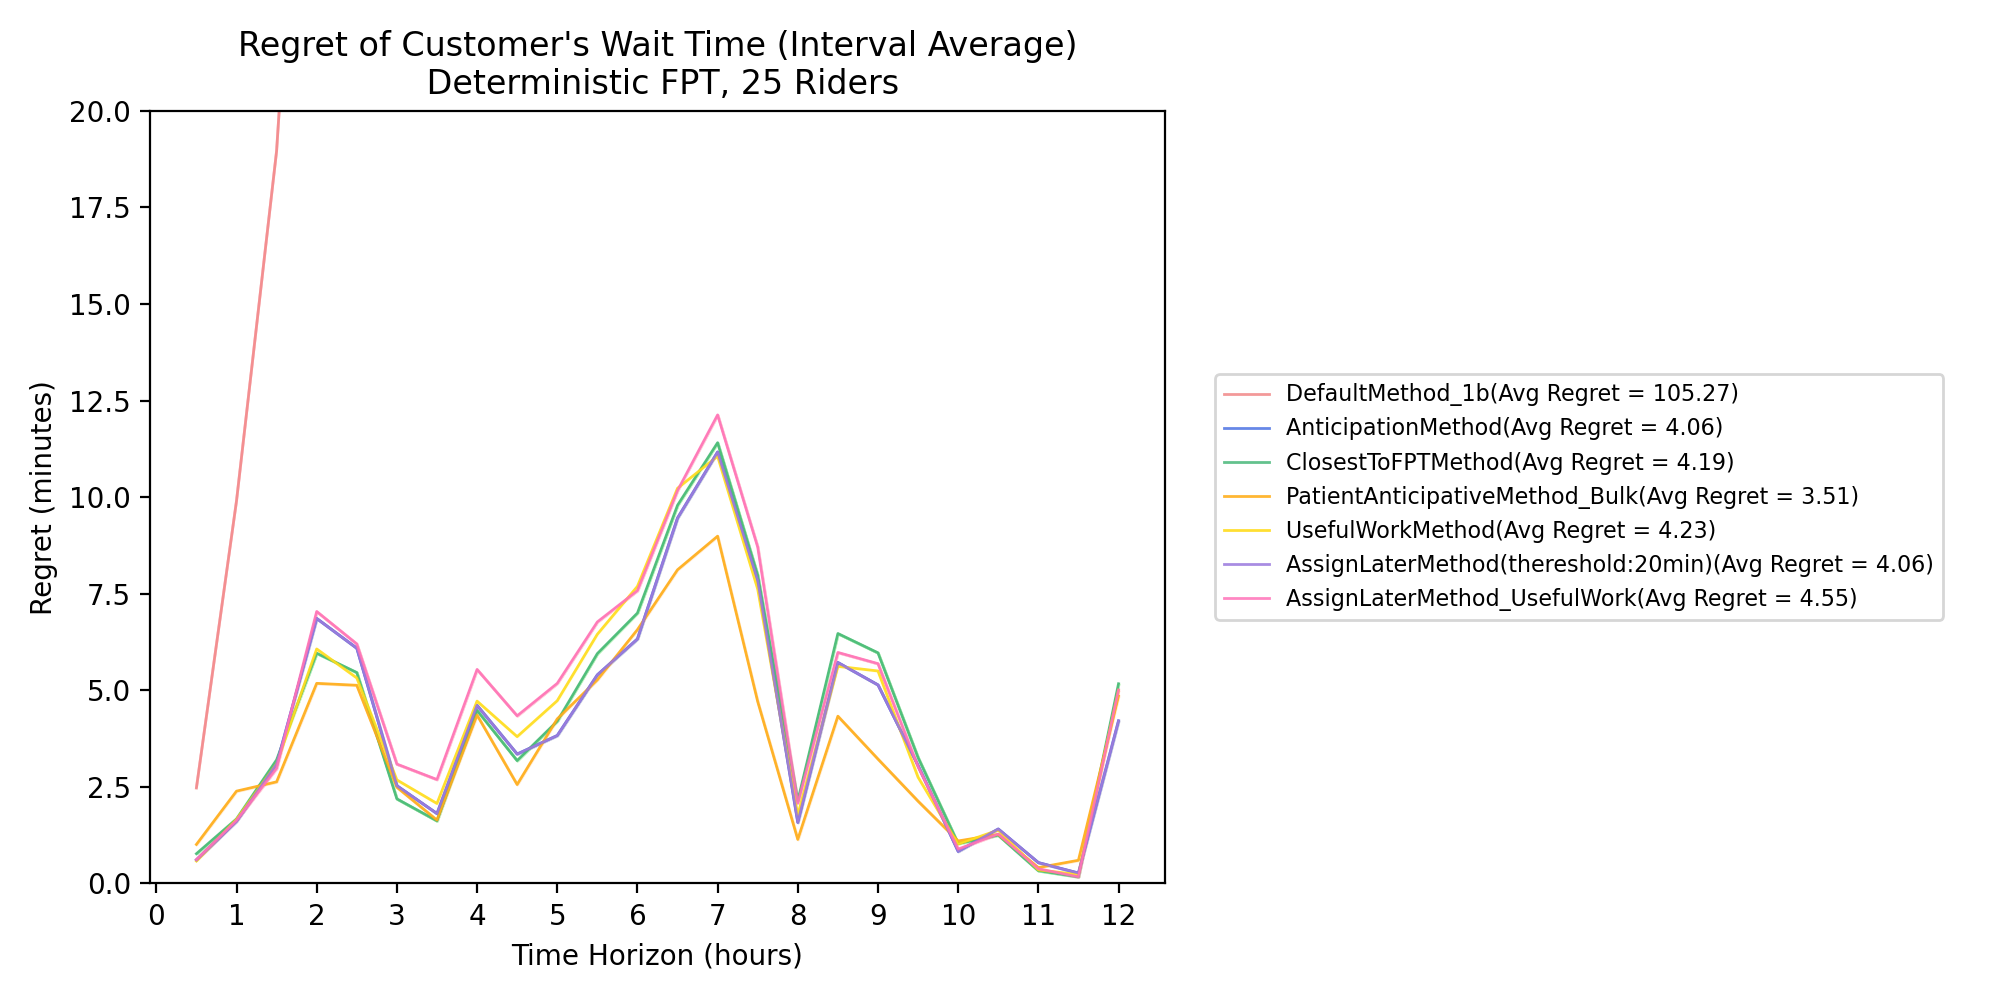 Regret of Customer's Wait Time (Interval Average)
Deterministic FPT, 25 Riders
20.0
17.5
15.0
12.5
10.0
7.5
5.0
2.5
0.0
Regret (minutes)
0 1 2 3 4 5 6 7 8 9 10 11 12
Time Horizon (hours)
DefaultMethod_1b(Avg Regret = 105.27)
AnticipationMethod(Avg Regret = 4.06)
ClosestToFPTMethod(Avg Regret = 4.19)
PatientAnticipativeMethod_Bulk(Avg Regret = 3.51)
UsefulWorkMethod(Avg Regret = 4.23)
AssignLaterMethod(thereshold:20min)(Avg Regret = 4.06)
AssignLaterMethod_UsefulWork(Avg Regret = 4.55)